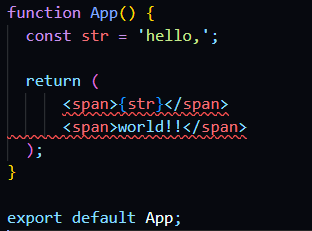 function App() {
const str = 'hello,';
return (
<span>{str}</span>
<span>world!!</span>
);
}
export default App;